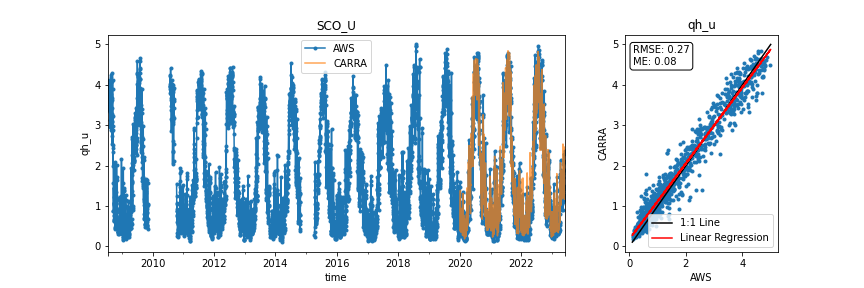 SCO_U
qh_u
5
4
3
2
1
0
qh_u
AWS
CARRA
2010
2012
2014
2016
2018
2020
2022
time
qh_u
RMSE: 0.27
ME: 0.08
5
4
3
2
1
0
CARRA
1:1 Line
Linear Regression
0
2
4
AWS